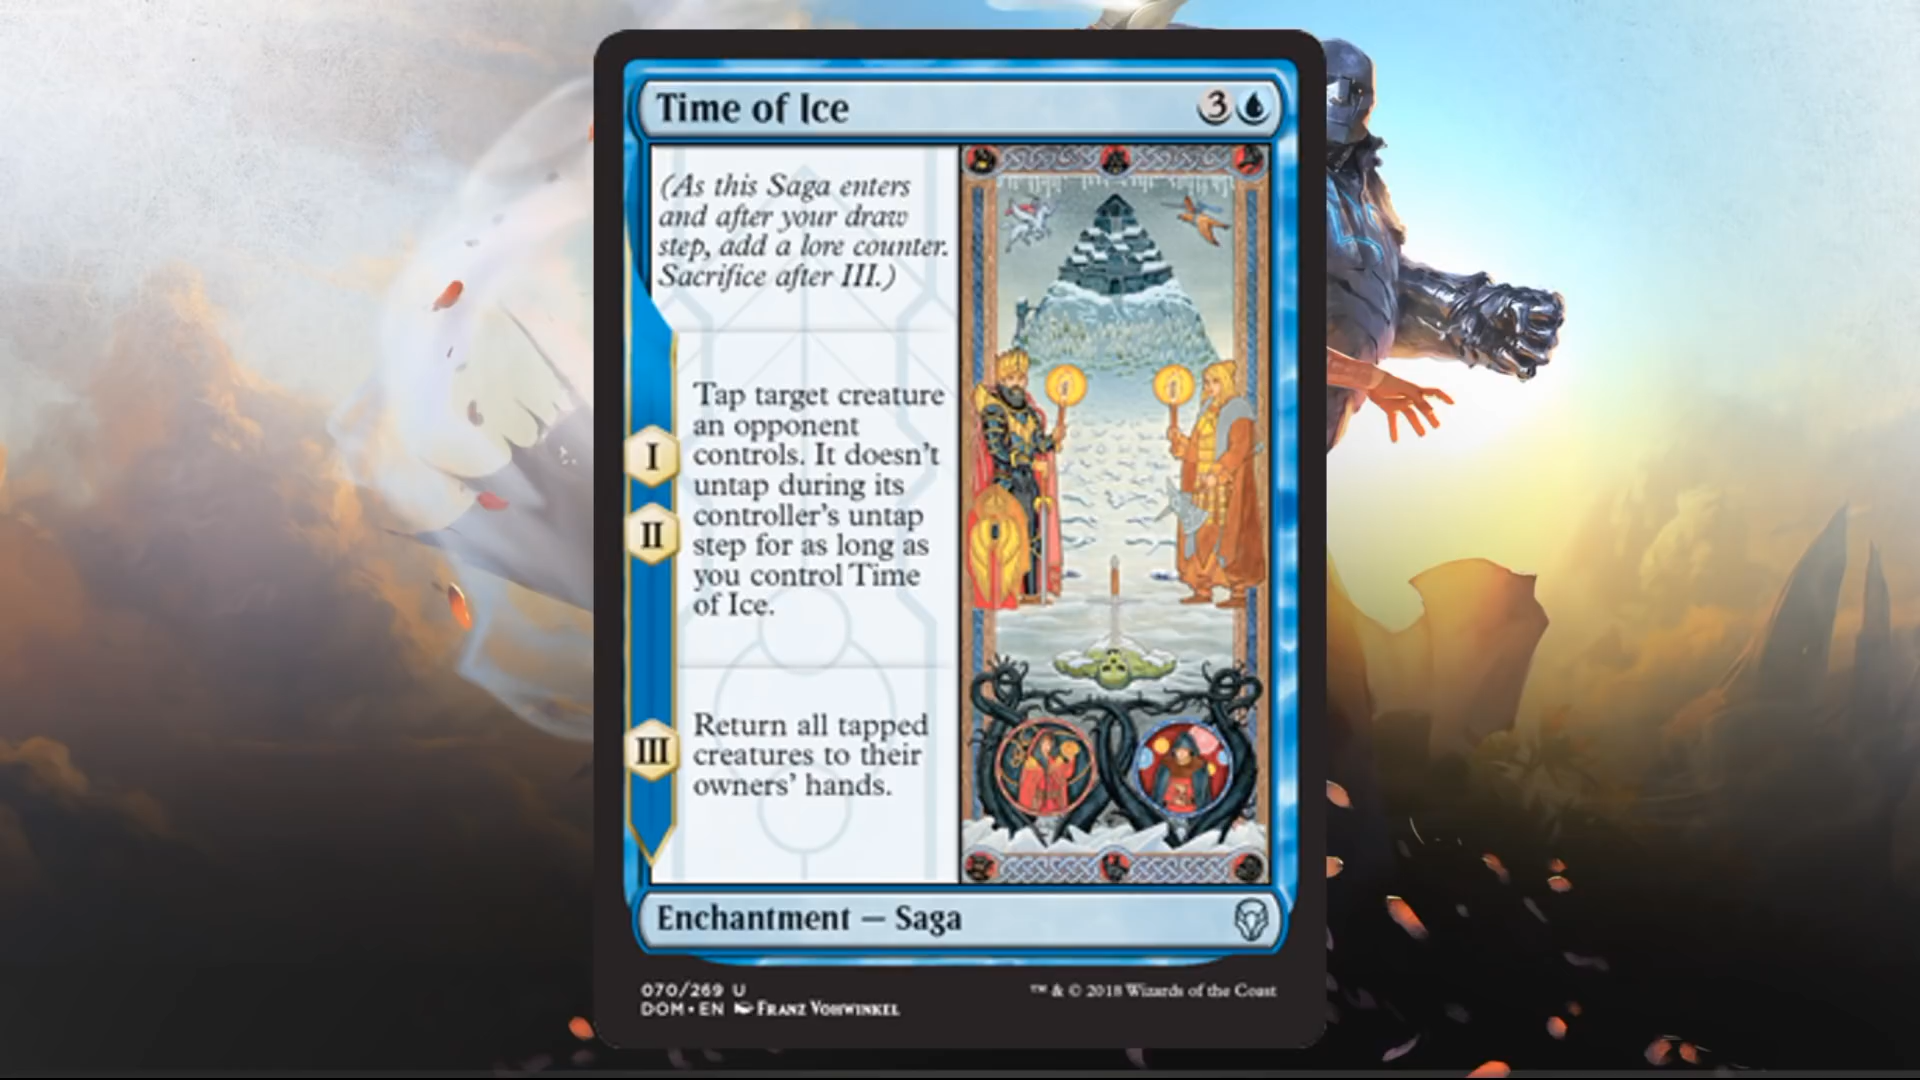 Time of Ice 3
(As this Saga enters
and after your draw
step, add a lore counter.
Sacrifice after III.)
I
II
Tap target creature
an opponent
controls. It doesn't
untap during its
controller's untap
step for as long as
you control Time
of Ice.
III
Return all tapped
creatures to their
owners' hands.
Enchantment — Saga
070/269 U
DOM • EN Franz Vohwinkel
™ & © 2018 Wizards of the Coast